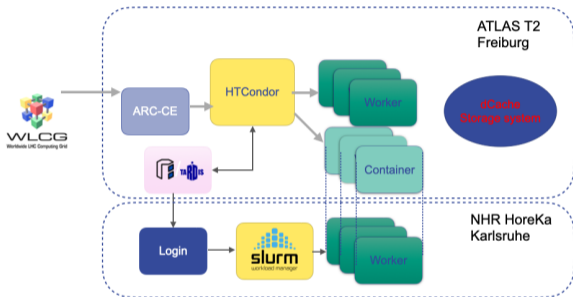 ATLAS T2
Freiburg
HTCondor
ARC-CE
Worker
dCache
Storage system
WLCG
Worldwide LHC Computing Grid
TARDIS
Container
NHR HoreKa
Karlsruhe
Login
slurm
workload manager
Worker